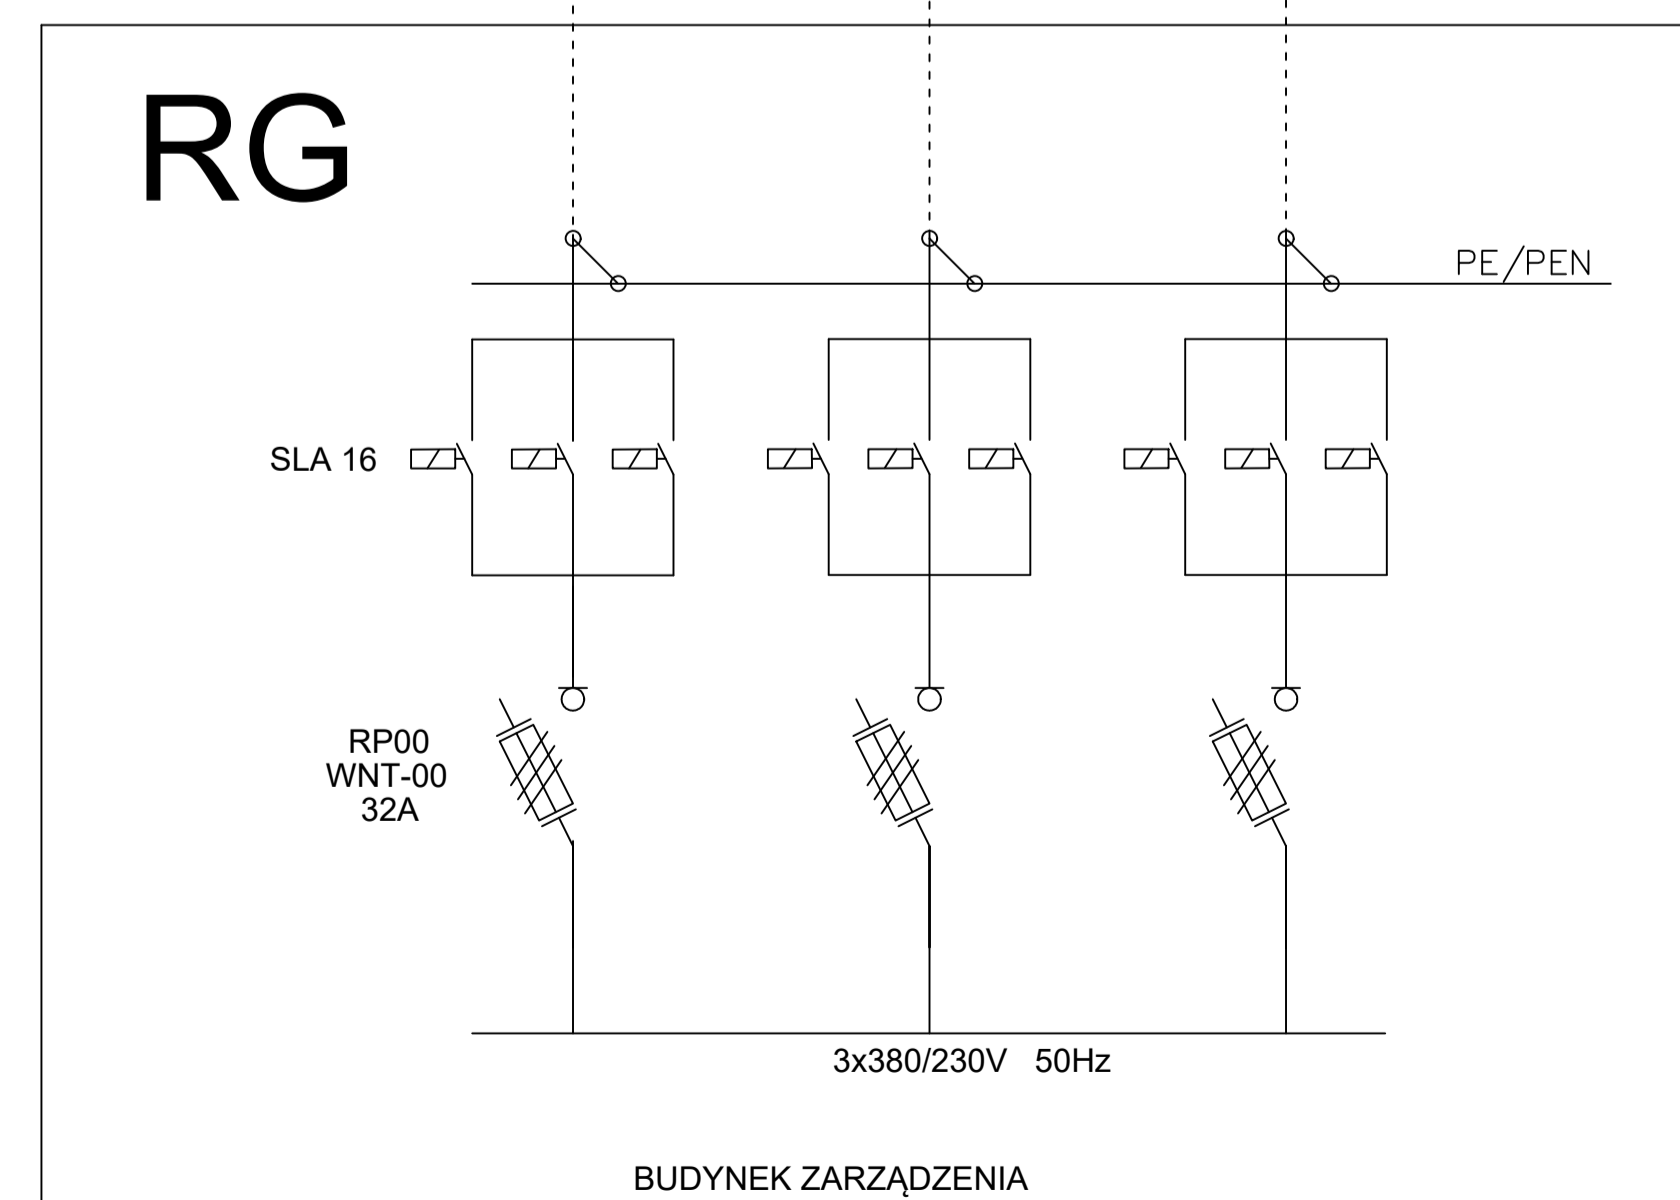 RG
PE/PEN
SLA 16
RP00
WNT-00
32A
3x380/230V 50Hz
BUDYNEK ZARZĄDZENIA